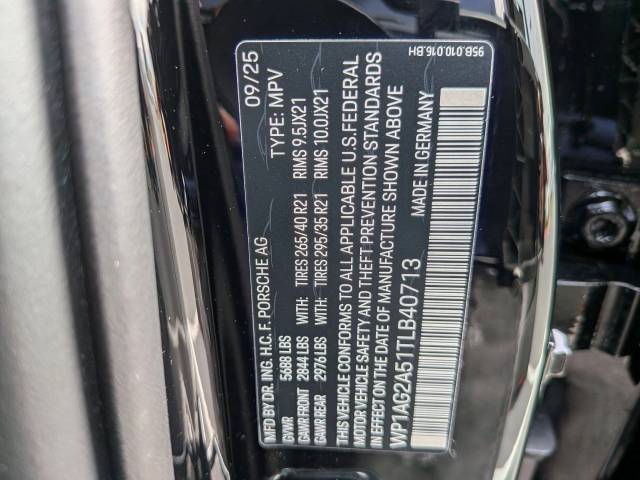 95B.010.016.BH
MFD BY DR. ING. H.C. F. PORSCHE AG 09/25
GVWR 5688 LBS TYPE: MPV
GAWR FRONT 2844 LBS WITH: TIRES 265/40 R21 RIMS 9.5JX21
GAWR REAR 2976 LBS WITH: TIRES 295/35 R21 RIMS 10.0JX21
THIS VEHICLE CONFORMS TO ALL APPLICABLE U.S. FEDERAL
MOTOR VEHICLE SAFETY AND THEFT PREVENTION STANDARDS
IN EFFECT ON THE DATE OF MANUFACTURE SHOWN ABOVE
WP1AG2A51TLB40713 MADE IN GERMANY